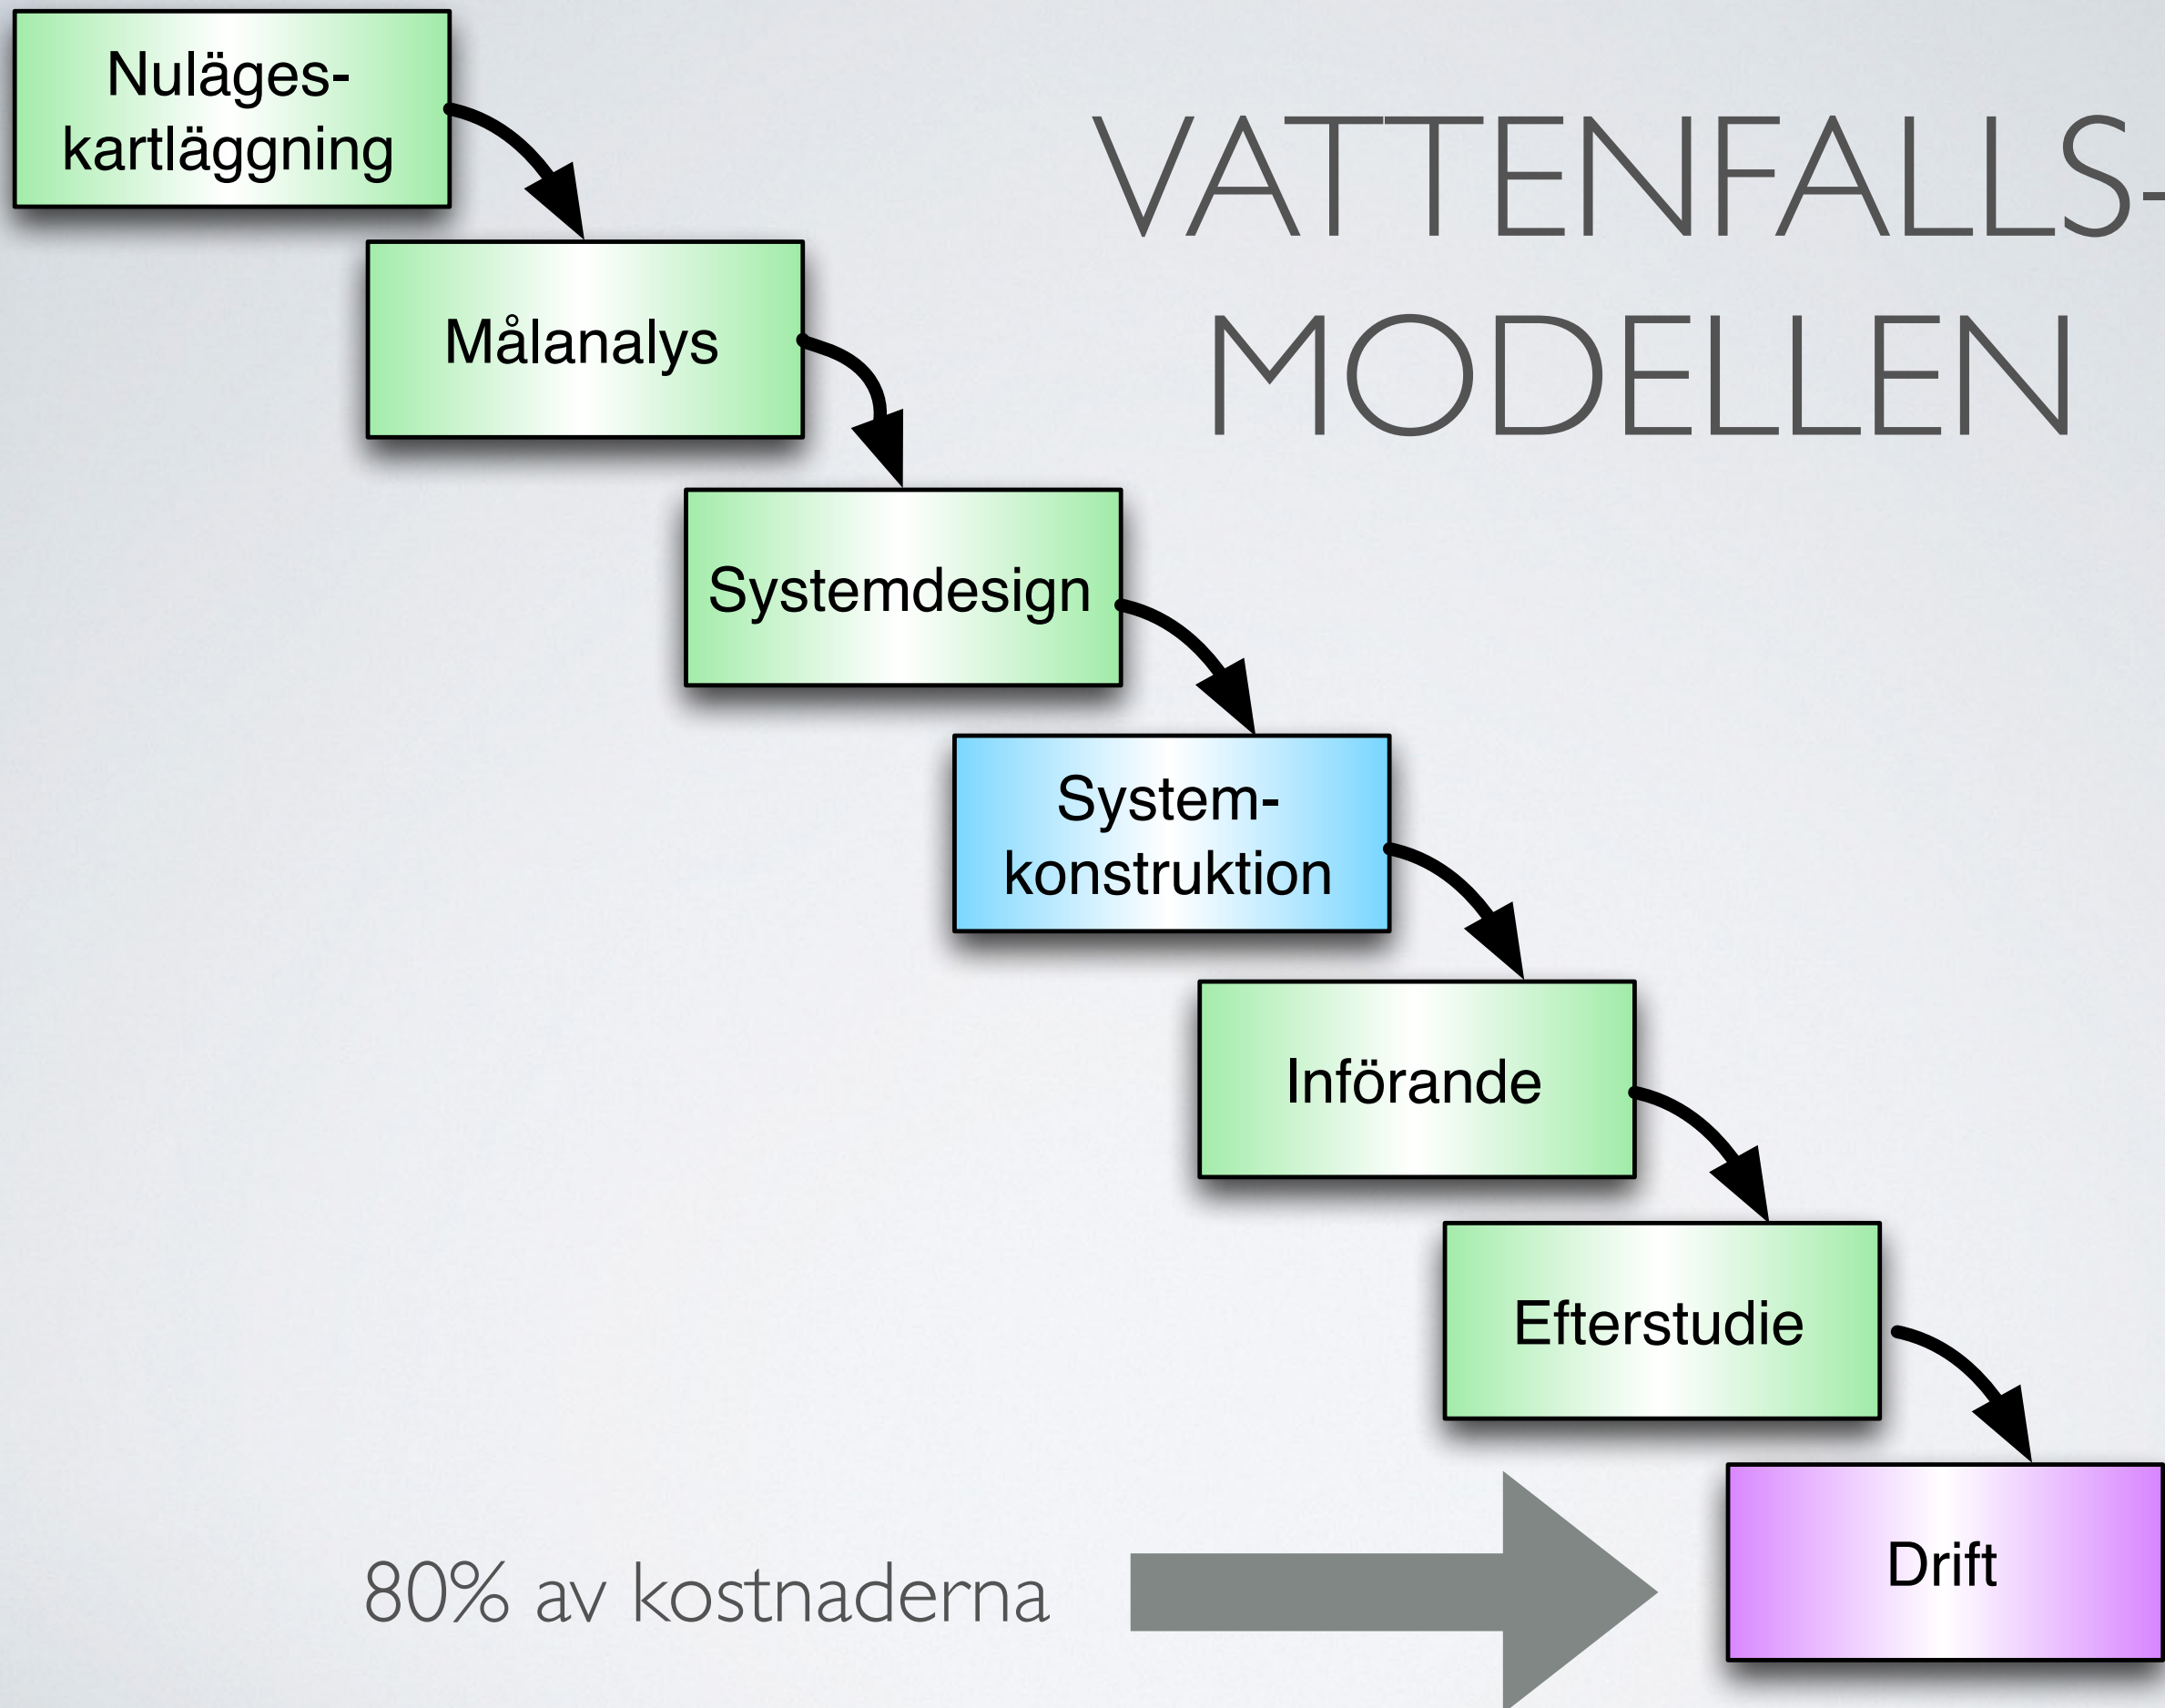 Nuläges-
kartläggning
VATTENFALLS-
MODELLEN
Målanalys
Systemdesign
System-
konstruktion
Införande
Efterstudie
80% av kostnaderna
Drift